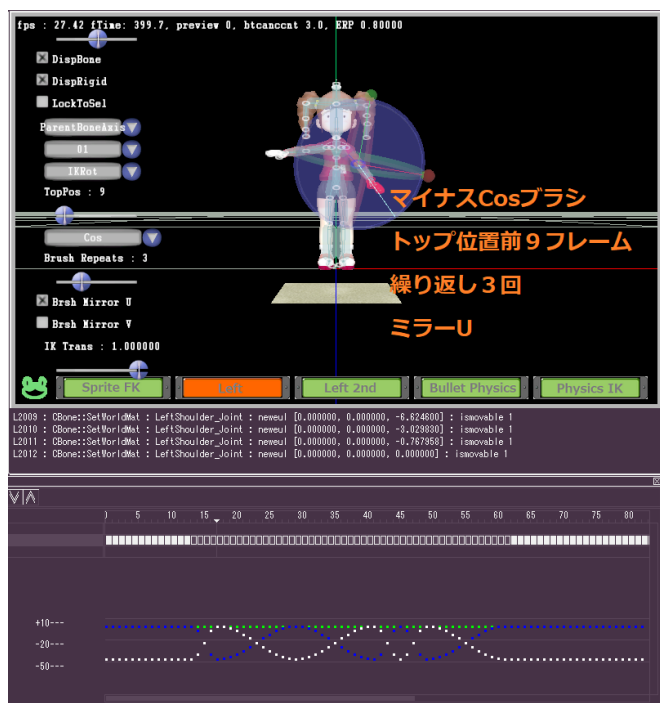 fps : 27.42 fTime: 399.7, preview 0, btcanccnt 3.0, ERP 0.80000
DispBone
DispRigid
LockToSel
ParentBoneAxis
01
IKRot
TopPos : 9
Cos
Brush Repeats : 3
Brsh Mirror U
Brsh Mirror V
IK Trans : 1.000000
マイナスCosブラシ
トップ位置前９フレーム
繰り返し３回
ミラーU
Sprite FK
Left
Left 2nd
Bullet Physics
Physics IK
L2009 : CBone::SetWorldMat : LeftShoulder_Joint : neweul [0.000000, 0.000000, -6.624600] : ismovable 1
L2010 : CBone::SetWorldMat : LeftShoulder_Joint : neweul [0.000000, 0.000000, -3.029830] : ismovable 1
L2011 : CBone::SetWorldMat : LeftShoulder_Joint : neweul [0.000000, 0.000000, -0.767958] : ismovable 1
L2012 : CBone::SetWorldMat : LeftShoulder_Joint : neweul [0.000000, 0.000000, 0.000000] : ismovable 1
0 5 10 15 20 25 30 35 40 45 50 55 60 65 70 75 80
+10---
-20---
-50---